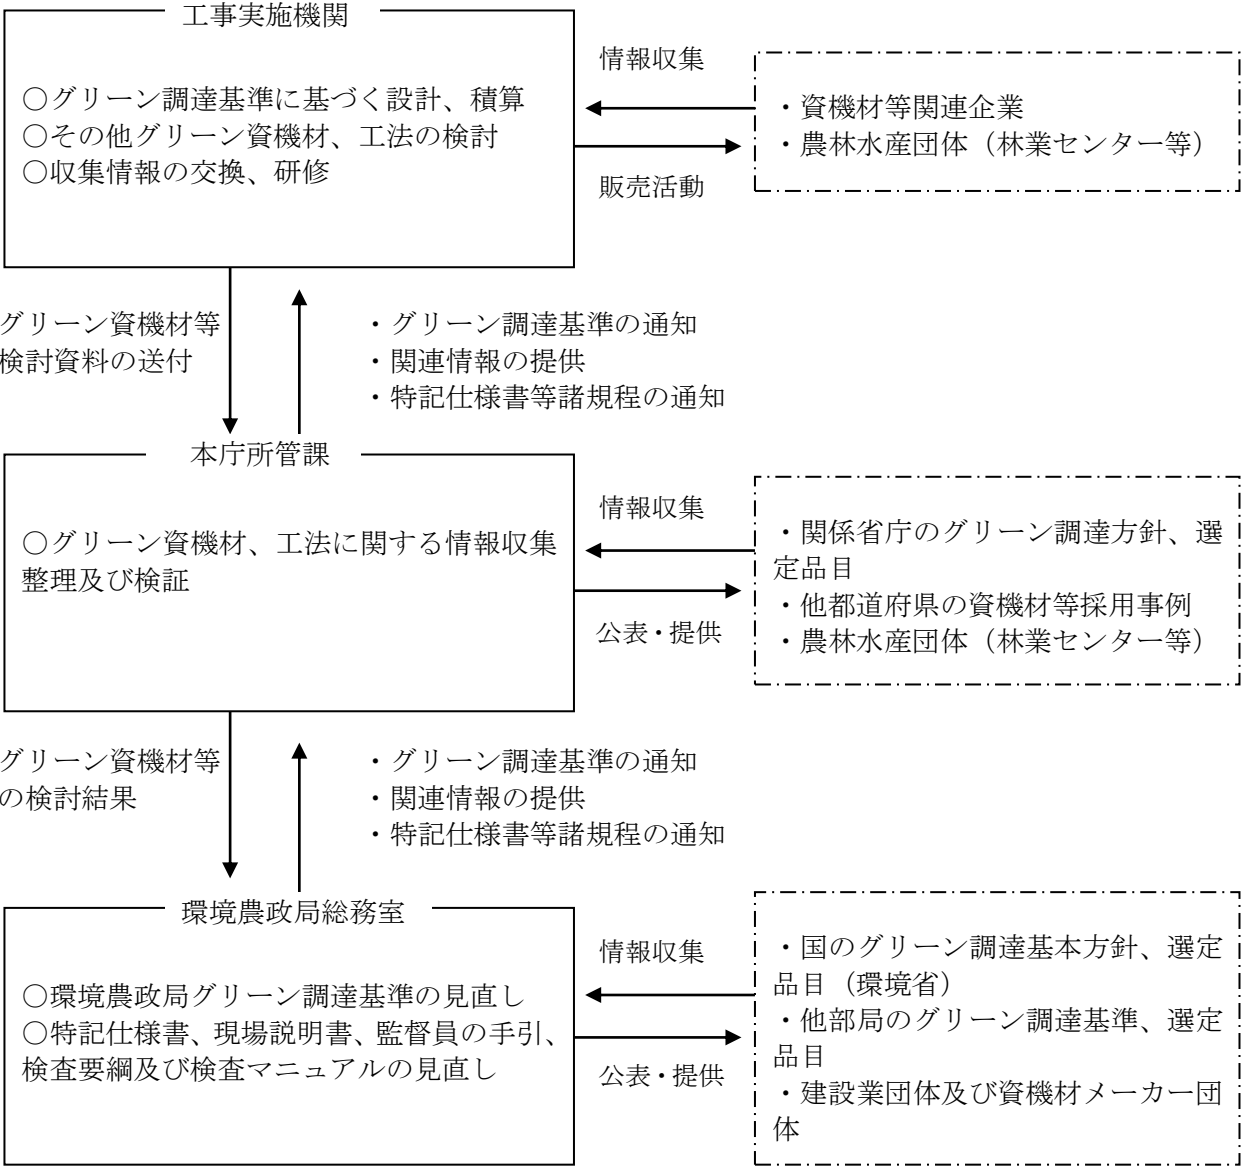 工事実施機関
○グリーン調達基準に基づく設計、積算
○その他グリーン資機材、工法の検討
○収集情報の交換、研修
情報収集
販売活動
・資機材等関連企業
・農林水産団体（林業センター等）
グリーン資機材等
検討資料の送付
・グリーン調達基準の通知
・関連情報の提供
・特記仕様書等諸規程の通知
本庁所管課
○グリーン資機材、工法に関する情報収集
整理及び検証
情報収集
公表・提供
・関係省庁のグリーン調達方針、選
定品目
・他都道府県の資機材等採用事例
・農林水産団体（林業センター等）
グリーン資機材等
の検討結果
・グリーン調達基準の通知
・関連情報の提供
・特記仕様書等諸規程の通知
環境農政局総務室
○環境農政局グリーン調達基準の見直し
○特記仕様書、現場説明書、監督員の手引、
検査要綱及び検査マニュアルの見直し
情報収集
公表・提供
・国のグリーン調達基本方針、選定
品目（環境省）
・他部局のグリーン調達基準、選定
品目
・建設業団体及び資機材メーカー団
体